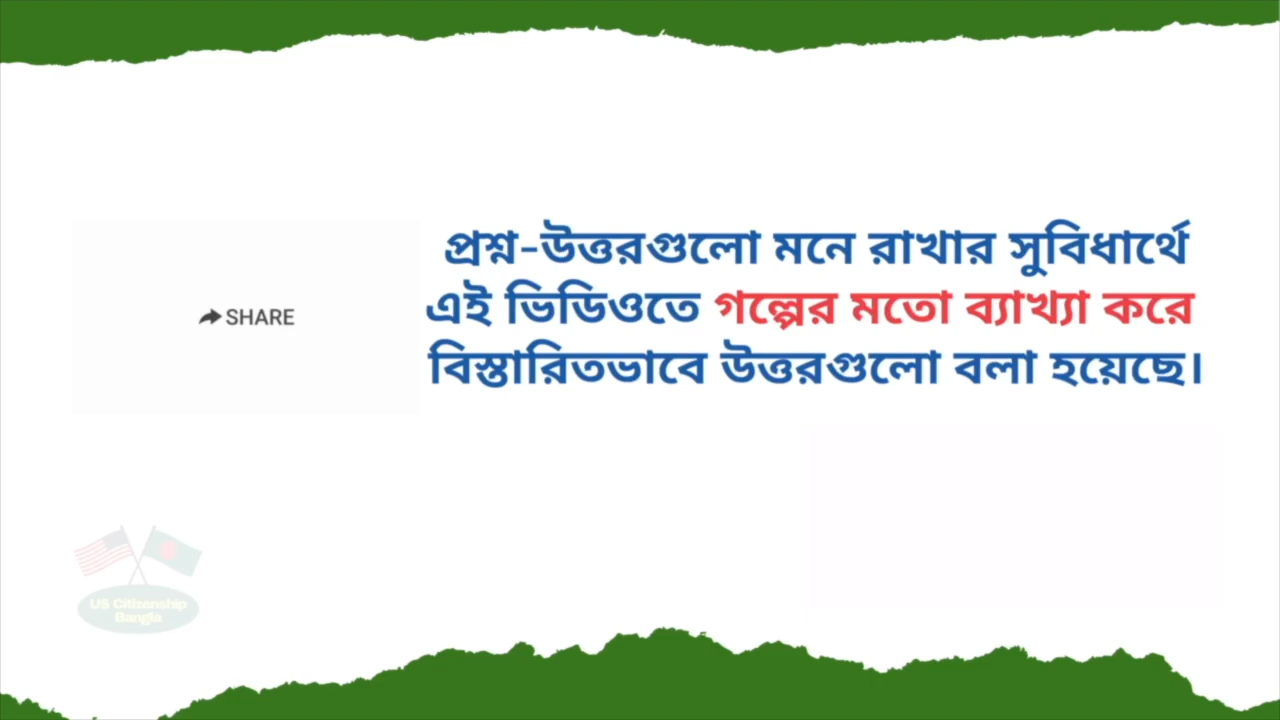 প্রশ্ন-উত্তরগুলো মনে রাখার সুবিধার্থে
এই ভিডিওতে গল্পের মতো ব্যাখ্যা করে
বিস্তারিতভাবে উত্তরগুলো বলা হয়েছে।
SHARE
US Citizenship
Bangla